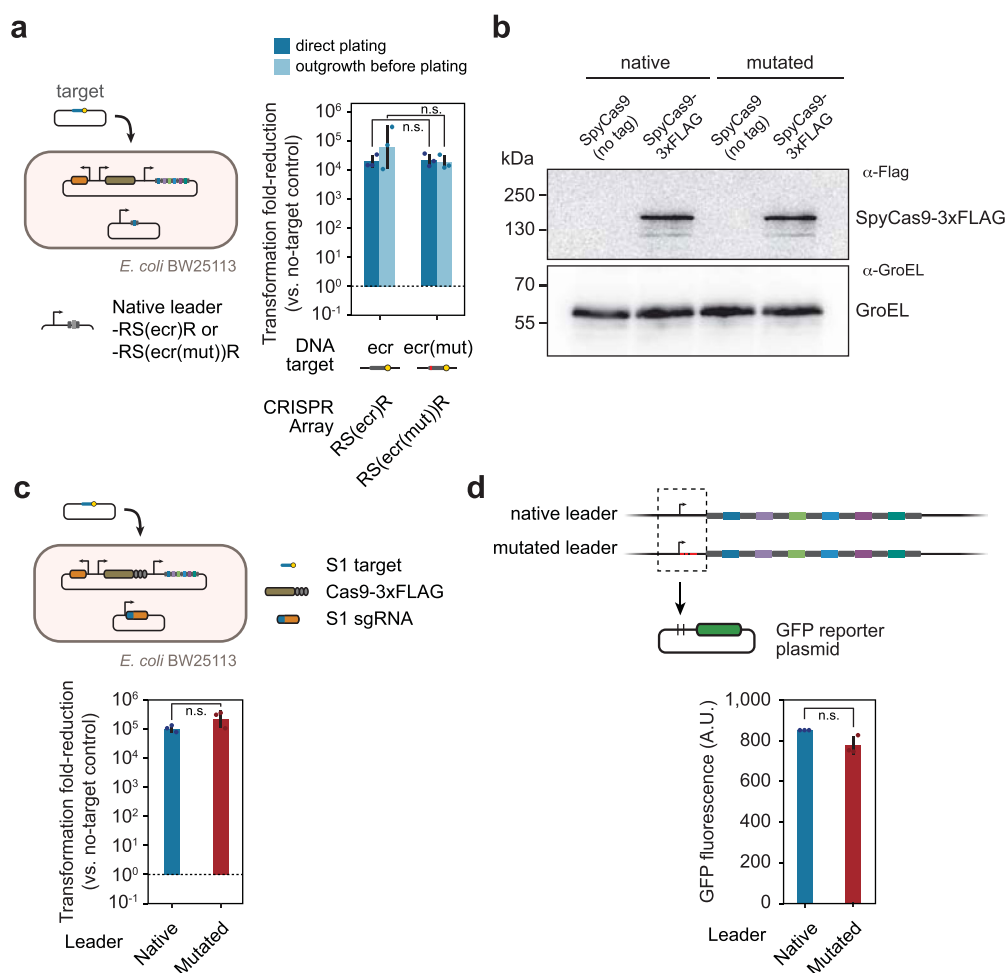 a
target
E. coli BW25113
Native leader
-RS(ecr)R or
-RS(ecr(mut))R
direct plating
outgrowth before plating
Transformation fold-reduction
(vs. no-target control)
10⁶
10⁵
10⁴
10³
10²
10¹
10⁰
10⁻¹
n.s.
n.s.
DNA
target
ecr
ecr(mut)
CRISPR
Array
RS(ecr)R
RS(ecr(mut))R
b
native
mutated
SpyCas9
(no tag)
SpyCas9-
3xFLAG
SpyCas9
(no tag)
SpyCas9-
3xFLAG
kDa
250
130
70
55
α-Flag
SpyCas9-3xFLAG
α-GroEL
GroEL
c
E. coli BW25113
S1 target
Cas9-3xFLAG
S1 sgRNA
Transformation fold-reduction
(vs. no-target control)
10⁶
10⁵
10⁴
10³
10²
10¹
10⁰
10⁻¹
n.s.
Leader
Native
Mutated
d
native leader
mutated leader
GFP reporter
plasmid
GFP fluorescence (A.U.)
1,000
800
600
400
200
0
n.s.
Leader
Native
Mutated